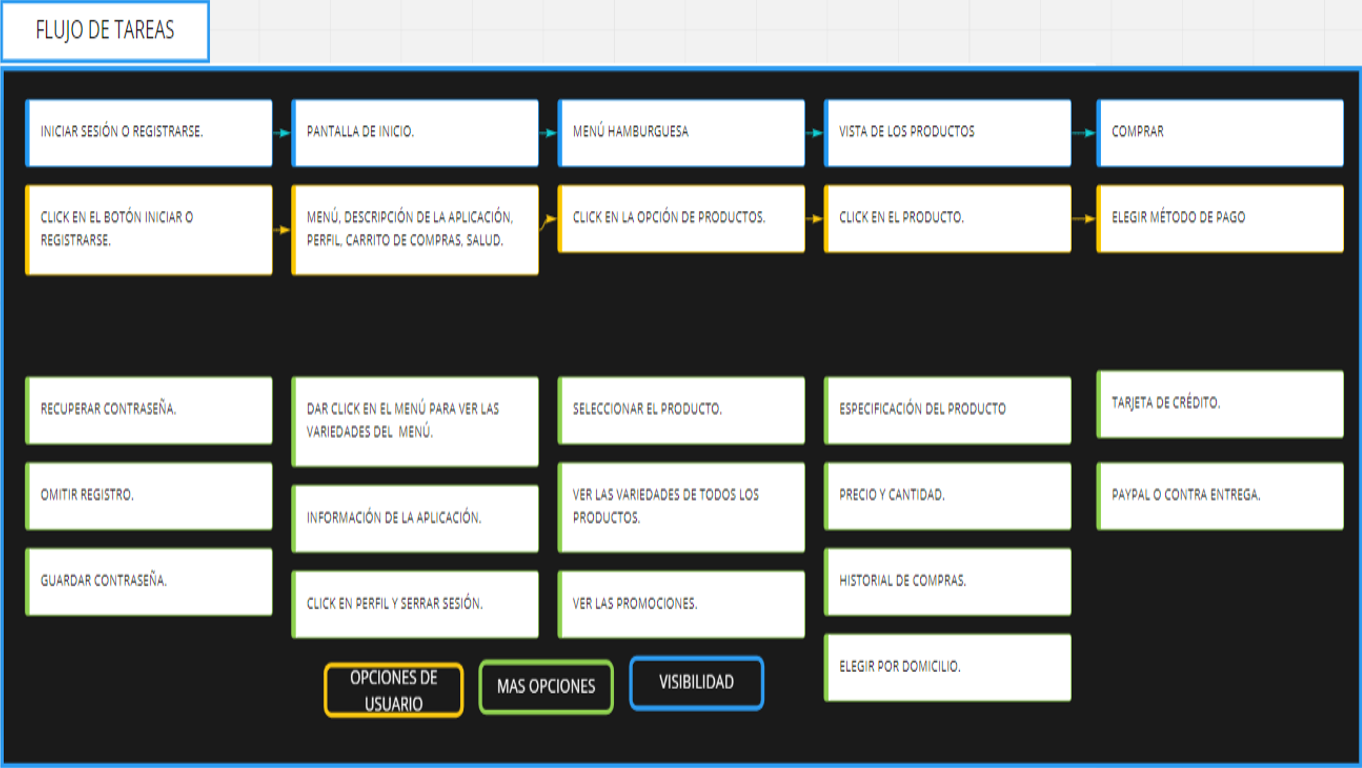 FLUJO DE TAREAS
INICIAR SESIÓN O REGISTRARSE.
PANTALLA DE INICIO.
MENÚ HAMBURGUESA
VISTA DE LOS PRODUCTOS
COMPRAR
CLICK EN EL BOTÓN INICIAR O
REGISTRARSE.
MENÚ, DESCRIPCIÓN DE LA APLICACIÓN,
PERFIL, CARRITO DE COMPRAS, SALUD.
CLICK EN LA OPCIÓN DE PRODUCTOS.
CLICK EN EL PRODUCTO.
ELEGIR MÉTODO DE PAGO
RECUPERAR CONTRASEÑA.
OMITIR REGISTRO.
GUARDAR CONTRASEÑA.
DAR CLICK EN EL MENÚ PARA VER LAS
VARIEDADES DEL MENÚ.
INFORMACIÓN DE LA APLICACIÓN.
CLICK EN PERFIL Y SERRAR SESIÓN.
SELECCIONAR EL PRODUCTO.
VER LAS VARIEDADES DE TODOS LOS
PRODUCTOS.
VER LAS PROMOCIONES.
ESPECIFICACIÓN DEL PRODUCTO
PRECIO Y CANTIDAD.
HISTORIAL DE COMPRAS.
ELEGIR POR DOMICILIO.
TARJETA DE CRÉDITO.
PAYPAL O CONTRA ENTREGA.
OPCIONES DE
USUARIO
MAS OPCIONES
VISIBILIDAD